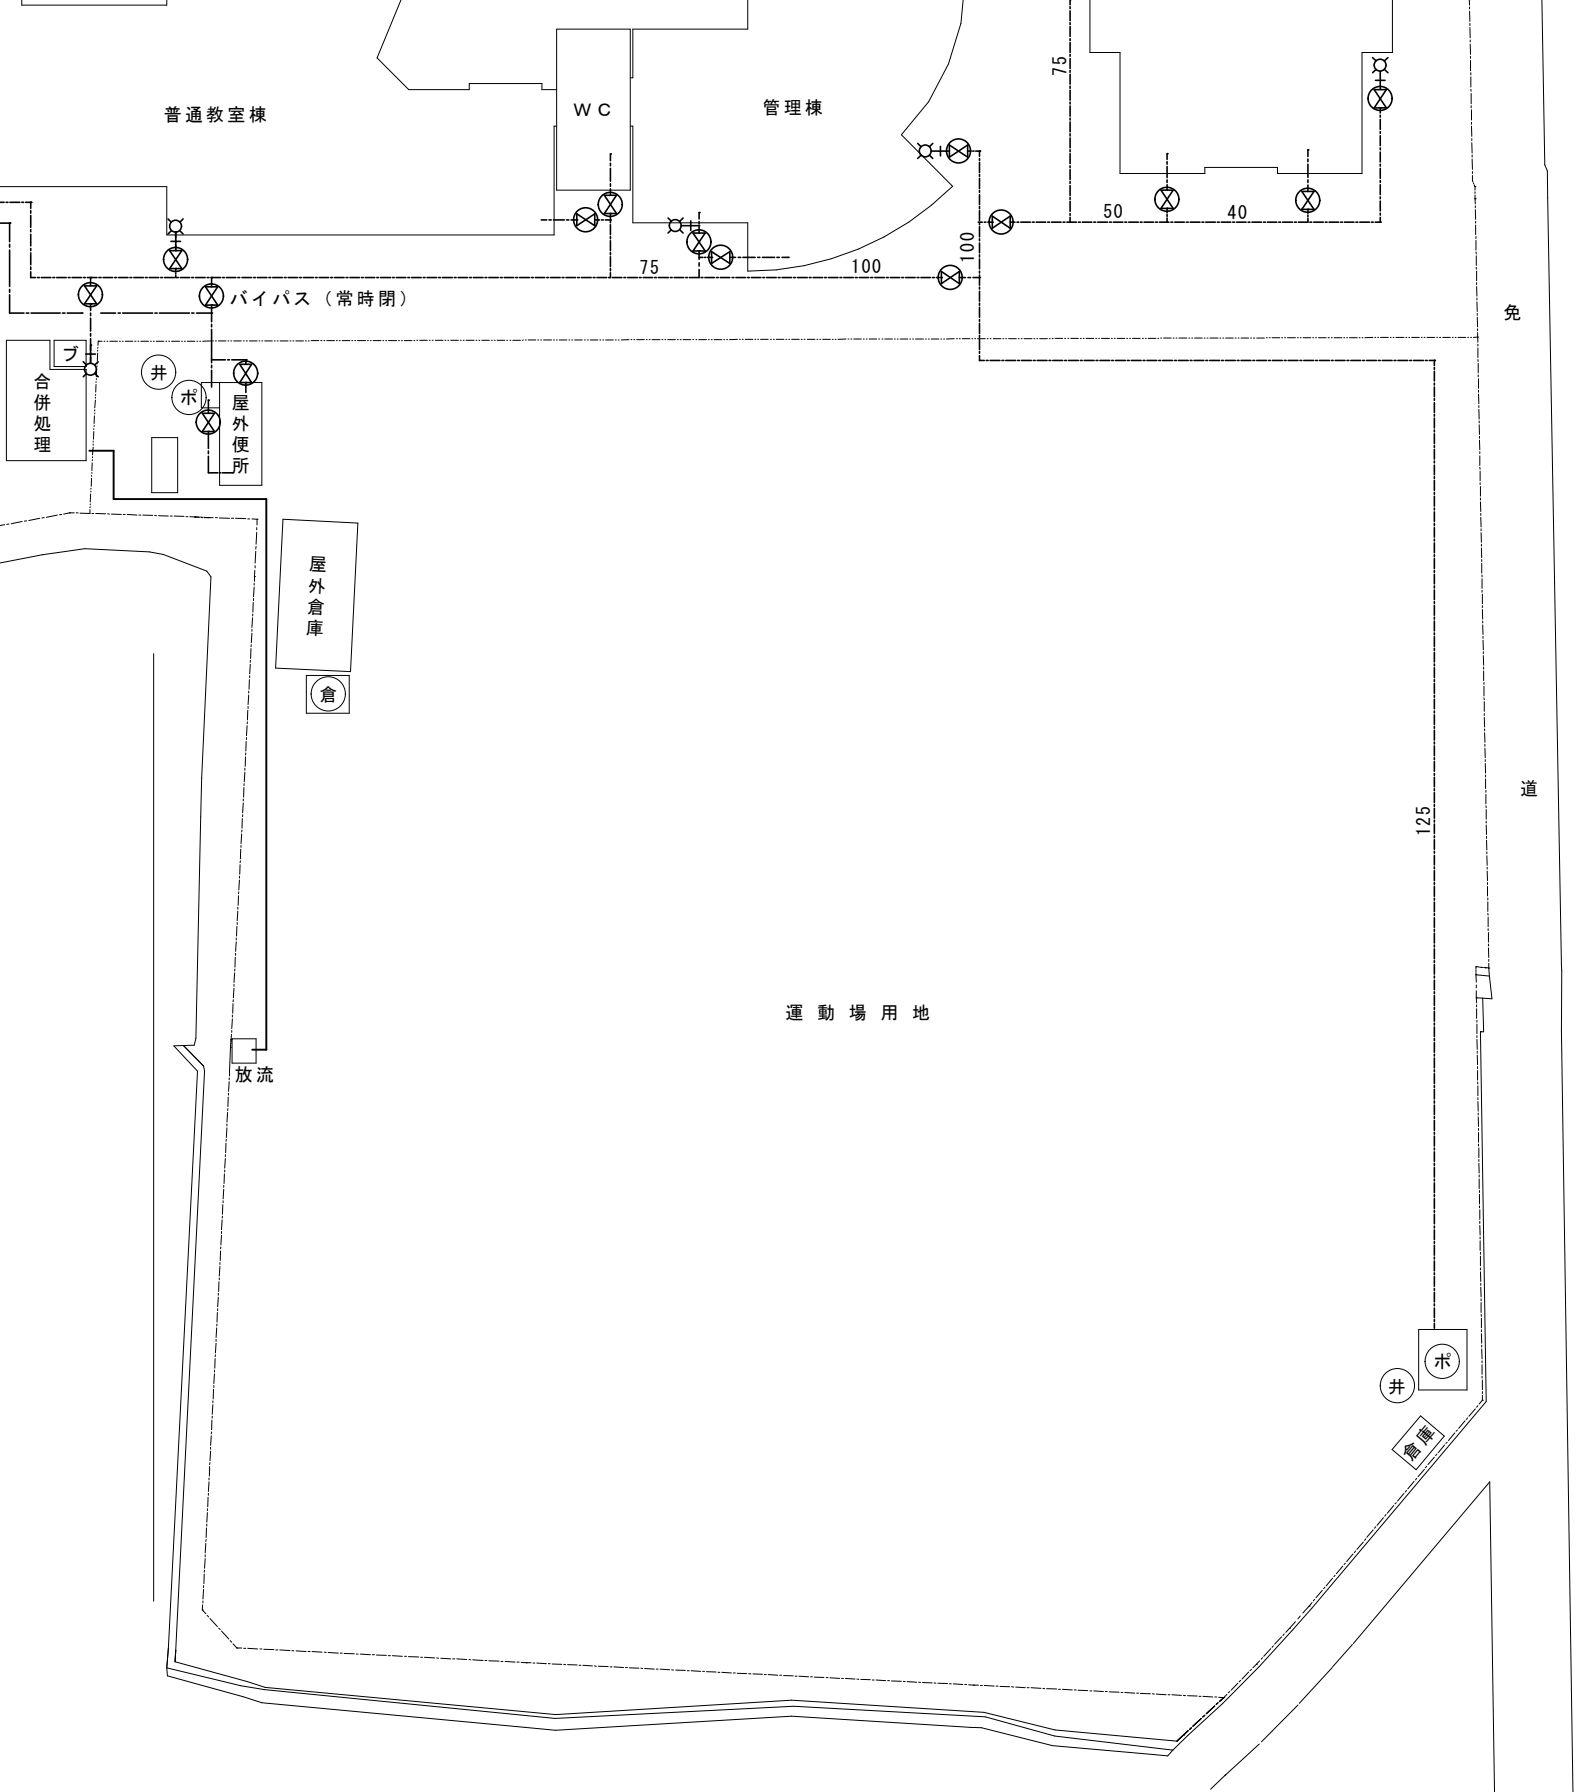 75
普通教室棟
WC
管理棟
50
40
100
75
100
バイパス（常時閉）
免
ブ
井
ポ
合併処理
屋外便所
屋外倉庫
倉
道
125
運動場用地
放流
ポ
井
倉庫